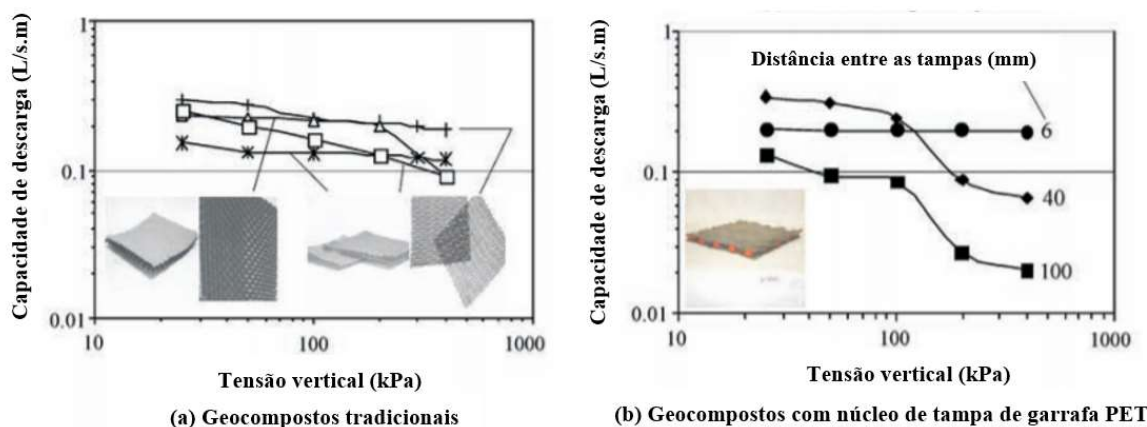 Capacidade de descarga (L/s.m)
1
0.1
0.01
10
100
1000
Tensão vertical (kPa)
(a) Geocompostos tradicionais
Capacidade de descarga (L/s.m)
1
0.1
0.01
Distância entre as tampas (mm)
6
40
100
10
100
1000
Tensão vertical (kPa)
(b) Geocompostos com núcleo de tampa de garrafa PET